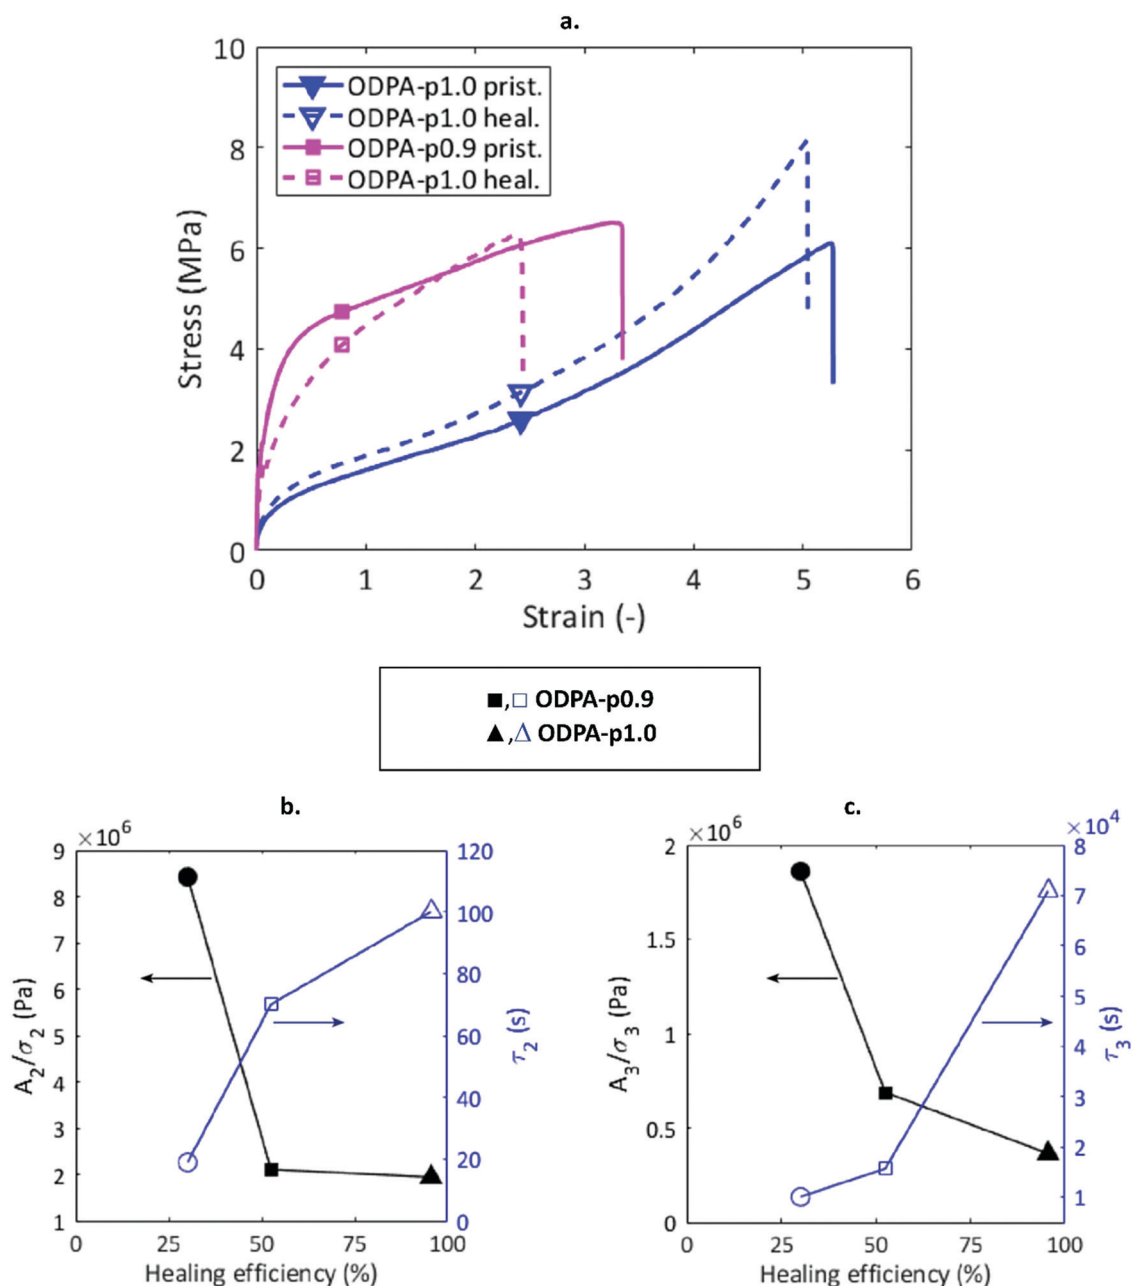 a.
10
8
6
4
2
0
Stress (MPa)
ODPA-p1.0 prist.
ODPA-p1.0 heal.
ODPA-p0.9 prist.
ODPA-p1.0 heal.
0 1 2 3 4 5 6
Strain (-)
■,□ ODPA-p0.9
▲,△ ODPA-p1.0
b.
×10⁶
9
8
7
6
5
4
3
2
1
A₂/σ₂ (Pa)
120
100
80
60
40
20
0
τ₂ (s)
0 25 50 75 100
Healing efficiency (%)
c.
×10⁶
2
1.5
1
0.5
0
A₃/σ₃ (Pa)
×10⁴
8
7
6
5
4
3
2
1
τ₃ (s)
0 25 50 75 100
Healing efficiency (%)